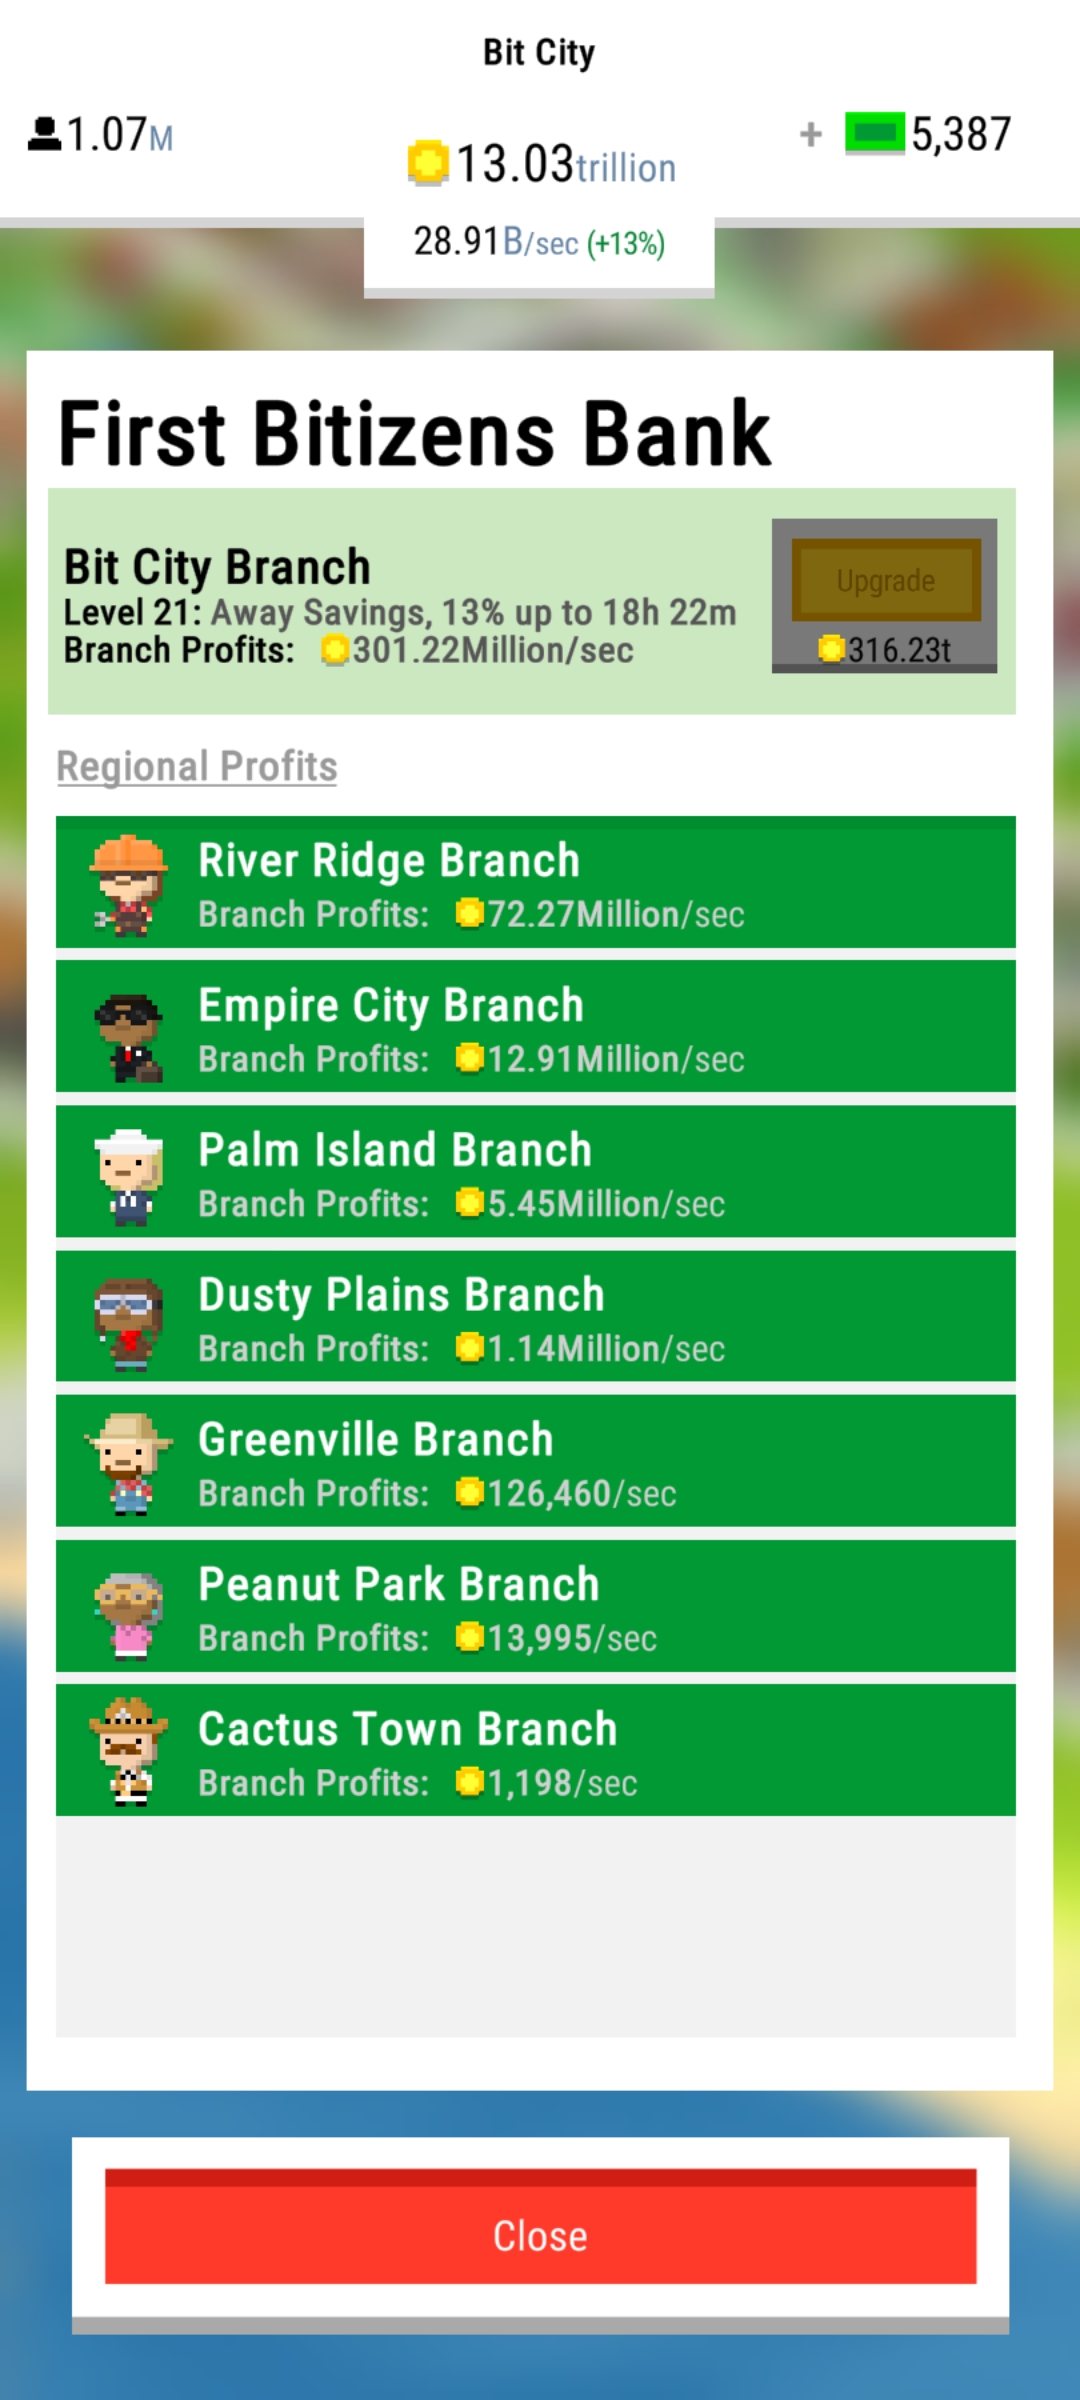 Bit City
1.07M
13.03trillion
+ 5,387
28.91B/sec (+13%)
First Bitizens Bank
Bit City Branch
Level 21: Away Savings, 13% up to 18h 22m
Branch Profits: 301.22Million/sec
Upgrade
316.23t
Regional Profits
River Ridge Branch
Branch Profits: 72.27Million/sec
Empire City Branch
Branch Profits: 12.91Million/sec
Palm Island Branch
Branch Profits: 5.45Million/sec
Dusty Plains Branch
Branch Profits: 1.14Million/sec
Greenville Branch
Branch Profits: 126,460/sec
Peanut Park Branch
Branch Profits: 13,995/sec
Cactus Town Branch
Branch Profits: 1,198/sec
Close